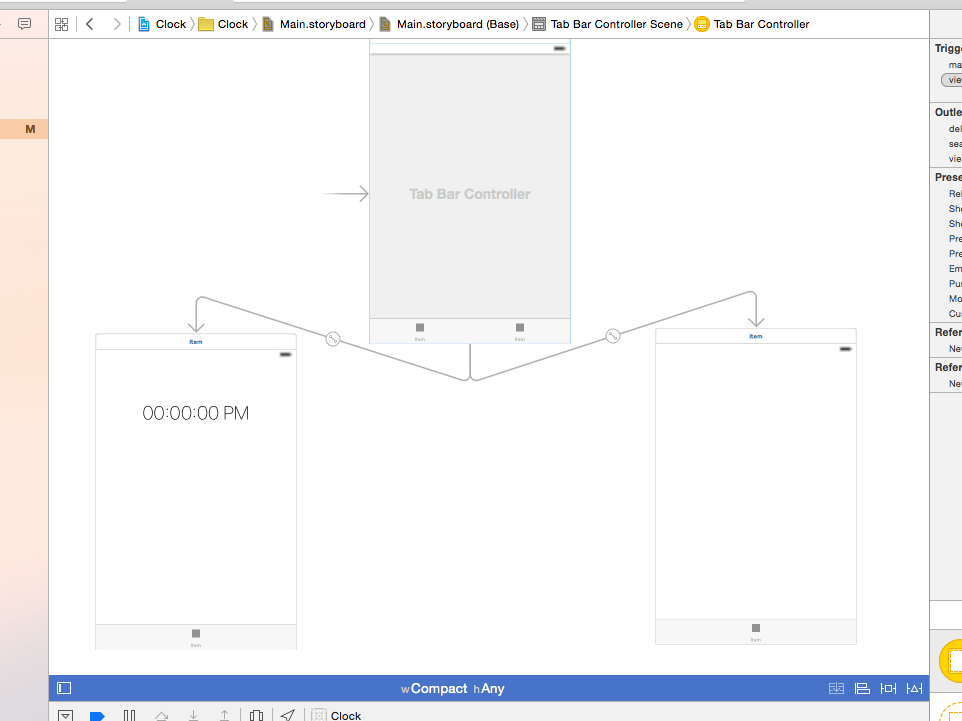 Clock Clock Main.storyboard Main.storyboard (Base) Tab Bar Controller Scene Tab Bar Controller
M
Tab Bar Controller
Item Item
Item
00:00:00 PM
Item
Item
Item
wCompact hAny
Clock
Trigg
ma
vie
Outle
del
sea
vie
Prese
Rel
Sho
Sho
Pre
Pre
Em
Pus
Mo
Cus
Refer
Nev
Refer
Nev